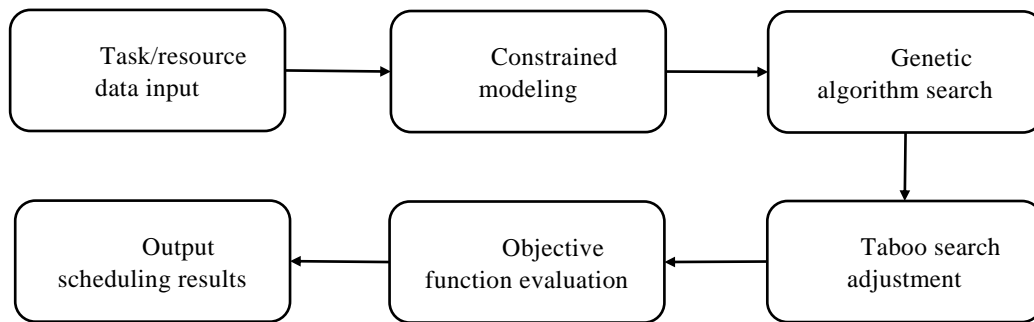 Task/resource
data input
Constrained
modeling
Genetic
algorithm search
Taboo search
adjustment
Objective
function evaluation
Output
scheduling results